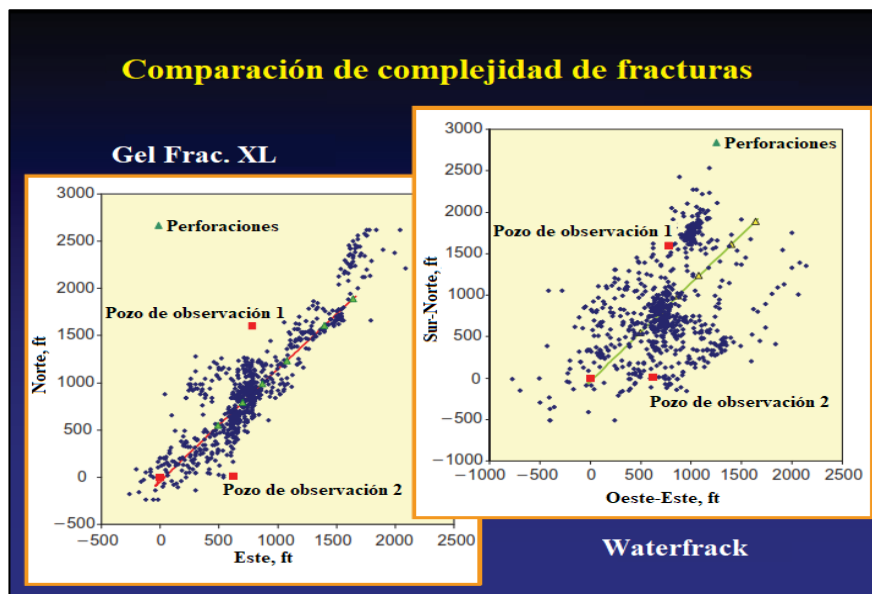 Comparación de complejidad de fracturas
Gel Frac. XL
3000
2500
2000
1500
1000
500
0
−500
Norte, ft
Perforaciones
Pozo de observación 1
Pozo de observación 2
−500
0
500
1000
1500
2000
25
Este, ft
3000
2500
2000
1500
1000
500
0
−500
−1000
Sur-Norte, ft
Perforaciones
Pozo de observación 1
Pozo de observación 2
−1000
−500
0
500
1000
1500
2000
2500
Oeste-Este, ft
Waterfrack